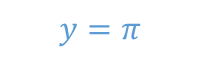 y = π